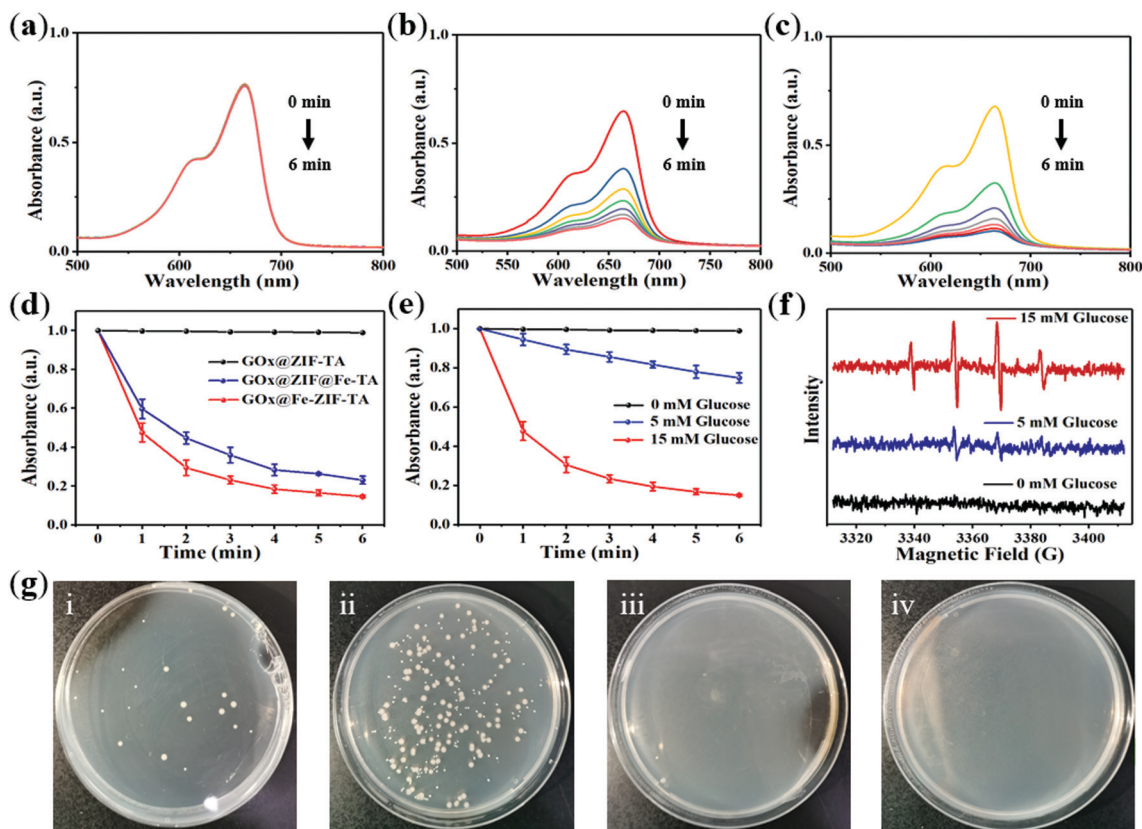 (a)
1.0
0.5
0.0
Absorbance (a.u.)
0 min
6 min
500 600 700 800
Wavelength (nm)
(b)
1.0
0.5
0.0
Absorbance (a.u.)
0 min
6 min
500 550 600 650 700 750 800
Wavelength (nm)
(c)
1.0
0.5
0.0
Absorbance (a.u.)
0 min
6 min
500 600 700 800
Wavelength (nm)
(d)
1.0
0.8
0.6
0.4
0.2
0.0
Absorbance (a.u.)
GOx@ZIF-TA
GOx@ZIF@Fe-TA
GOx@Fe-ZIF-TA
0 1 2 3 4 5 6
Time (min)
(e)
1.0
0.8
0.6
0.4
0.2
0.0
Absorbance (a.u.)
0 mM Glucose
5 mM Glucose
15 mM Glucose
0 1 2 3 4 5 6
Time (min)
(f)
Intensity
15 mM Glucose
5 mM Glucose
0 mM Glucose
3320 3340 3360 3380 3400
Magnetic Field (G)
(g)
i
ii
iii
iv